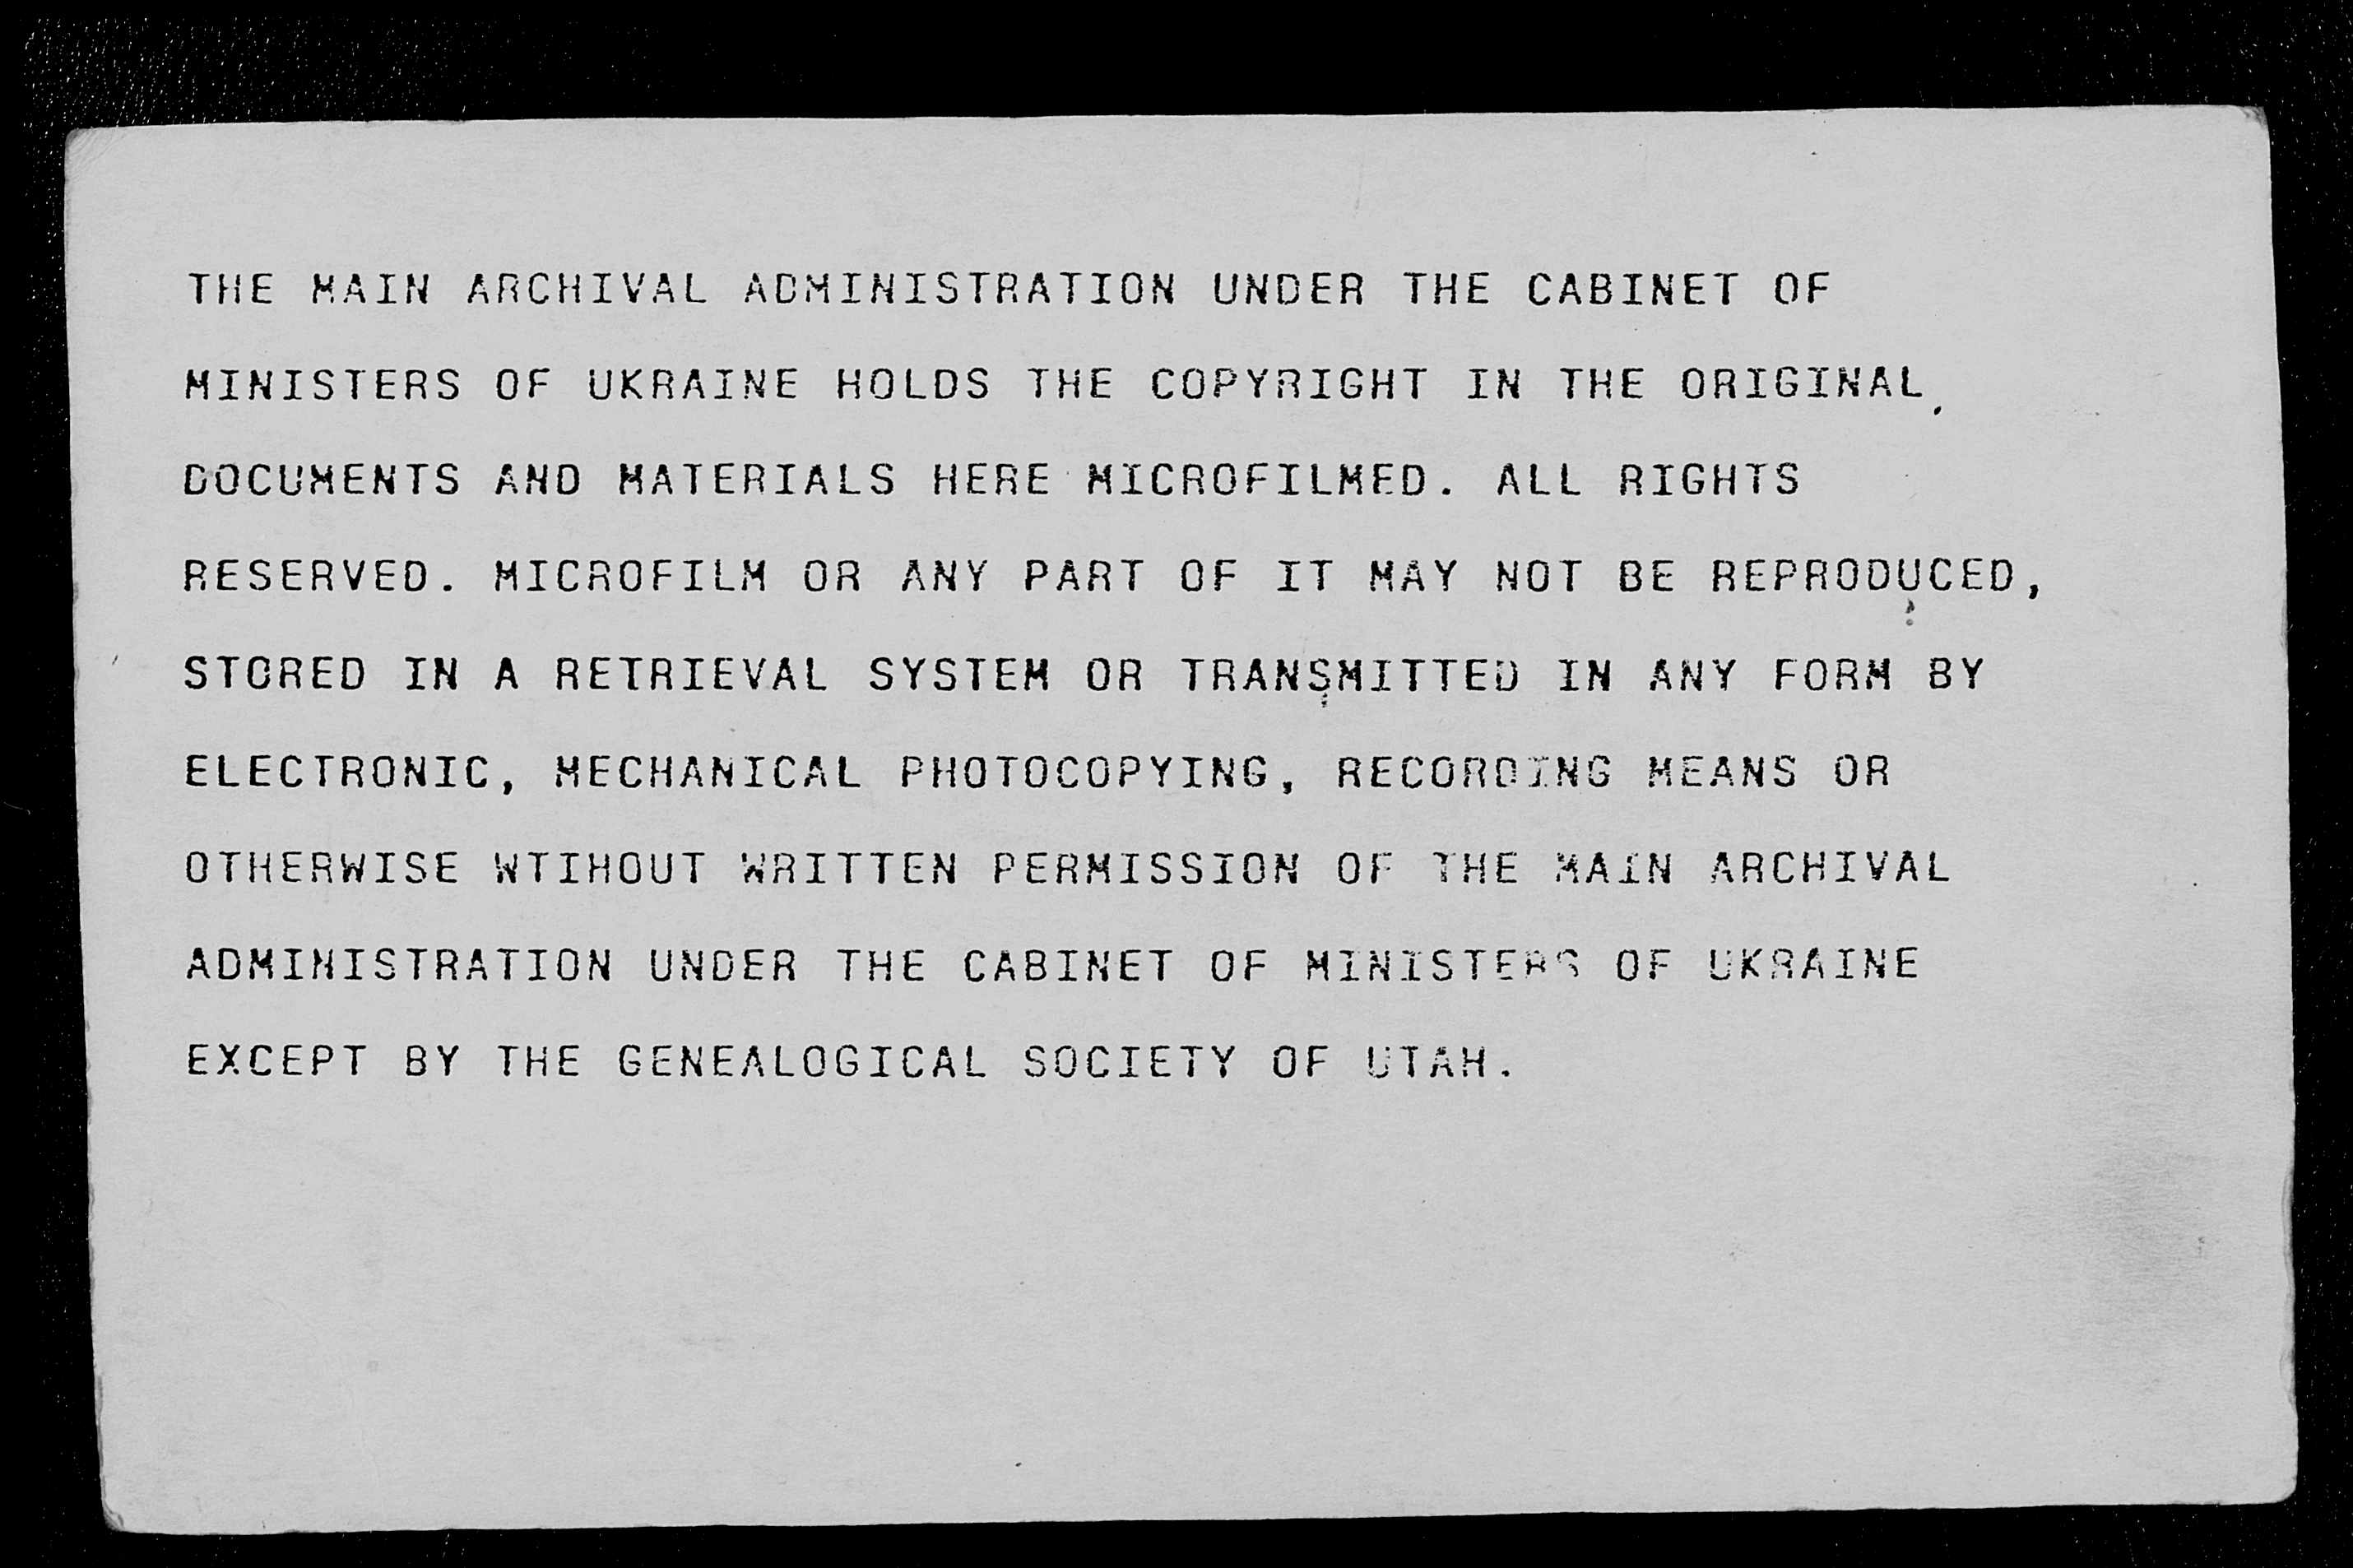 THE MAIN ARCHIVAL ADMINISTRATION UNDER THE CABINET OF
MINISTERS OF UKRAINE HOLDS THE COPYRIGHT IN THE ORIGINAL
DOCUMENTS AND MATERIALS HERE MICROFILMED. ALL RIGHTS
RESERVED. MICROFILM OR ANY PART OF IT MAY NOT BE REPRODUCED,
STORED IN A RETRIEVAL SYSTEM OR TRANSMITTED IN ANY FORM BY
ELECTRONIC, MECHANICAL PHOTOCOPYING, RECORDING MEANS OR
OTHERWISE WTIHOUT WRITTEN PERMISSION OF THE MAIN ARCHIVAL
ADMINISTRATION UNDER THE CABINET OF MINISTERS OF UKRAINE
EXCEPT BY THE GENEALOGICAL SOCIETY OF UTAH.